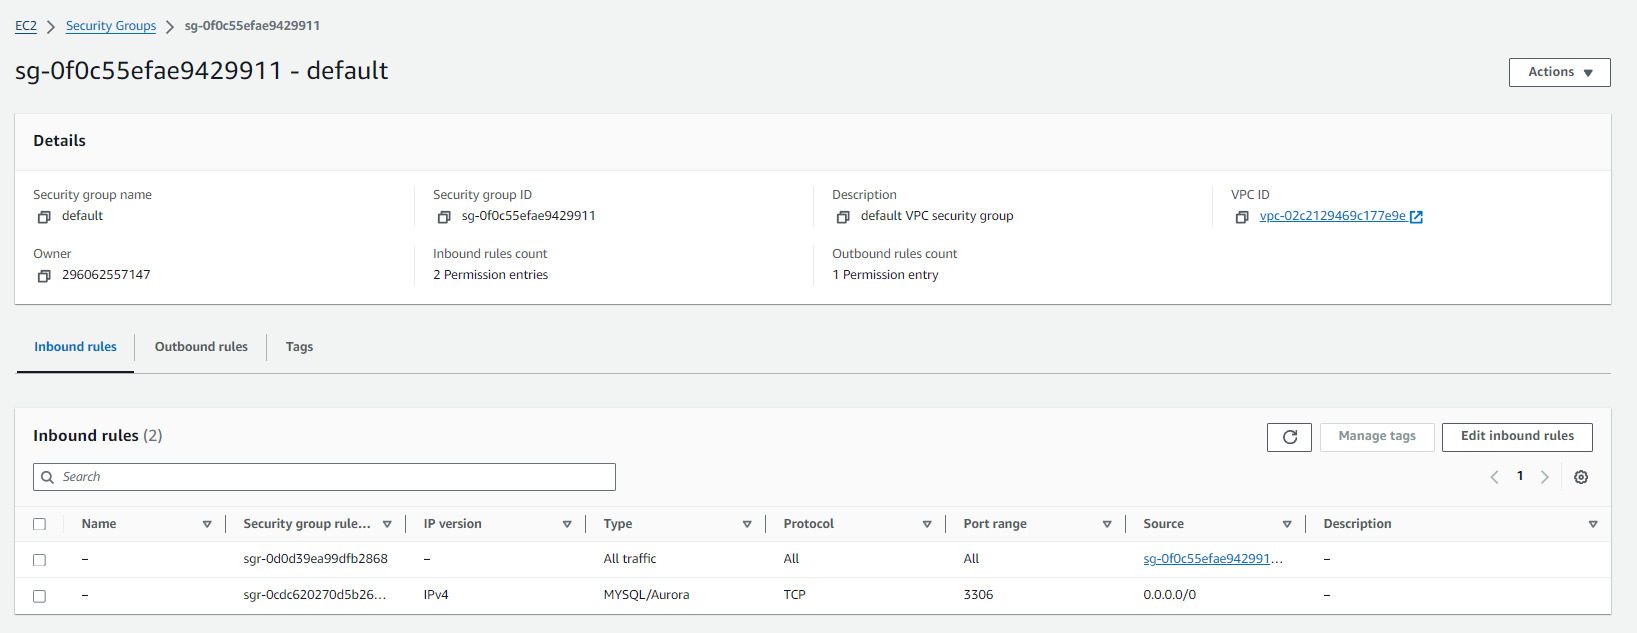 EC2 > Security Groups > sg-0f0c55efae9429911
sg-0f0c55efae9429911 - default
Actions
Details
Security group name
default
Security group ID
sg-0f0c55efae9429911
Description
default VPC security group
VPC ID
vpc-02c2129469c177e9e
Owner
296062557147
Inbound rules count
2 Permission entries
Outbound rules count
1 Permission entry
Inbound rules Outbound rules Tags
Inbound rules (2)
Manage tags
Edit inbound rules
Search
1
Name Security group rule... IP version Type Protocol Port range Source Description
– sgr-0d0d39ea99dfb2868 – All traffic All All sg-0f0c55efae942991... –
– sgr-0cdc620270d5b26... IPv4 MYSQL/Aurora TCP 3306 0.0.0.0/0 –